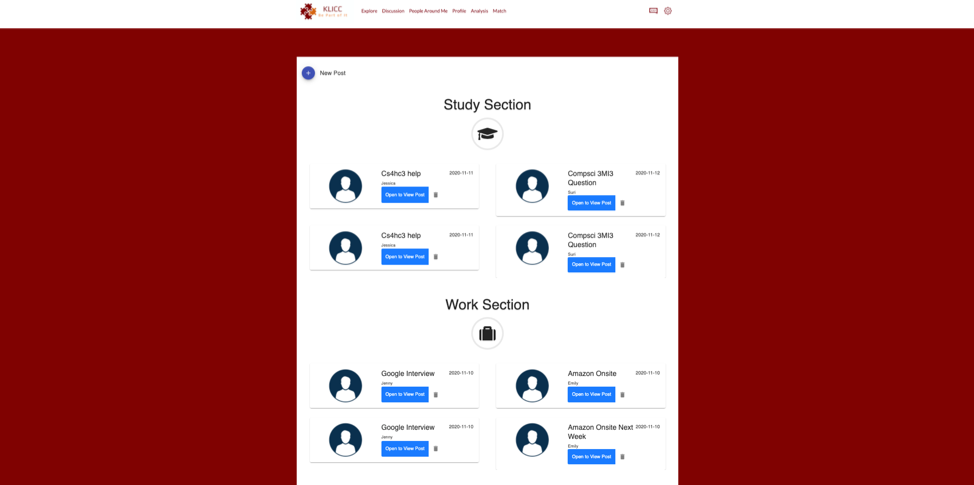 KLICC
Explore Discussion People Around Me Profile Analysis Match
New Post
Study Section
Cs4hc3 help 2020-11-11
Jessica
Open to View Post
Compsci 3MI3 2020-11-12
Question
Suri
Open to View Post
Cs4hc3 help 2020-11-11
Jessica
Open to View Post
Compsci 3MI3 2020-11-12
Question
Suri
Open to View Post
Work Section
Google Interview 2020-11-10
Jenny
Open to View Post
Amazon Onsite 2020-11-10
Emily
Open to View Post
Google Interview 2020-11-10
Jenny
Open to View Post
Amazon Onsite Next 2020-11-10
Week
Emily
Open to View Post